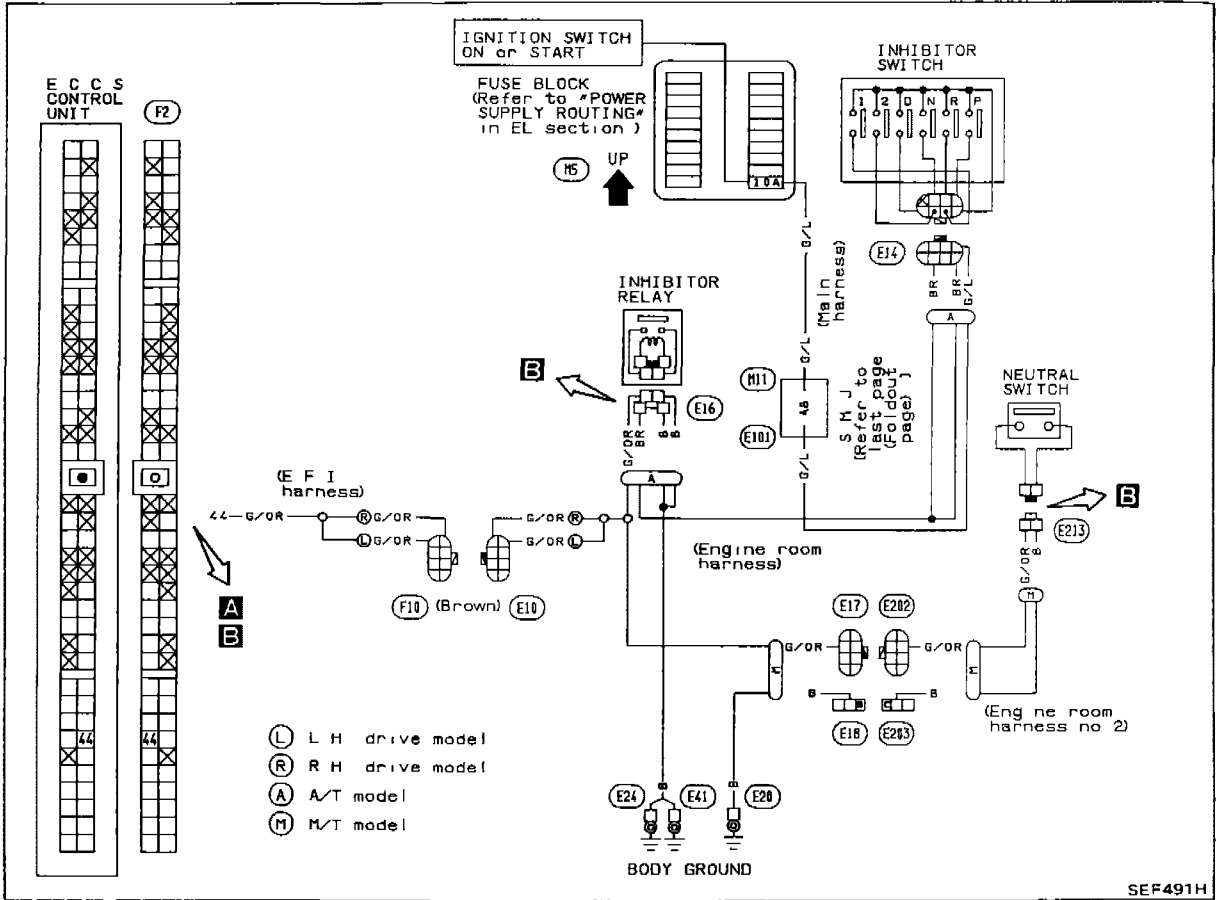 IGNITION SWITCH
ON or START
FUSE BLOCK
(Refer to "POWER
SUPPLY ROUTING"
in EL section )
M5
UP
10A
INHIBITOR
SWITCH
1 2 D N R P
E14
BR
BR
G/L
A
E C C S
CONTROL
UNIT
F2
44
44
INHIBITOR
RELAY
B
E16
G/OR
BR
B
B
A
G/L
(Main
harness)
G/L
M11
A8
E101
G/L
S M J
(Refer to
last page
(Foldout
page) )
NEUTRAL
SWITCH
B
E213
G/OR
B
M
(E F I
harness)
44 G/OR
R G/OR
L G/OR
G/OR R
G/OR L
F10 (Brown) E10
(Engine room
harness)
A
B
E17 E202
M G/OR
G/OR M
B
B
E18
(Eng ne room
harness no 2)
L L H drive model
R R H drive model
A A/T model
M M/T model
B
B
E24 E41
BODY GROUND
SEF491H